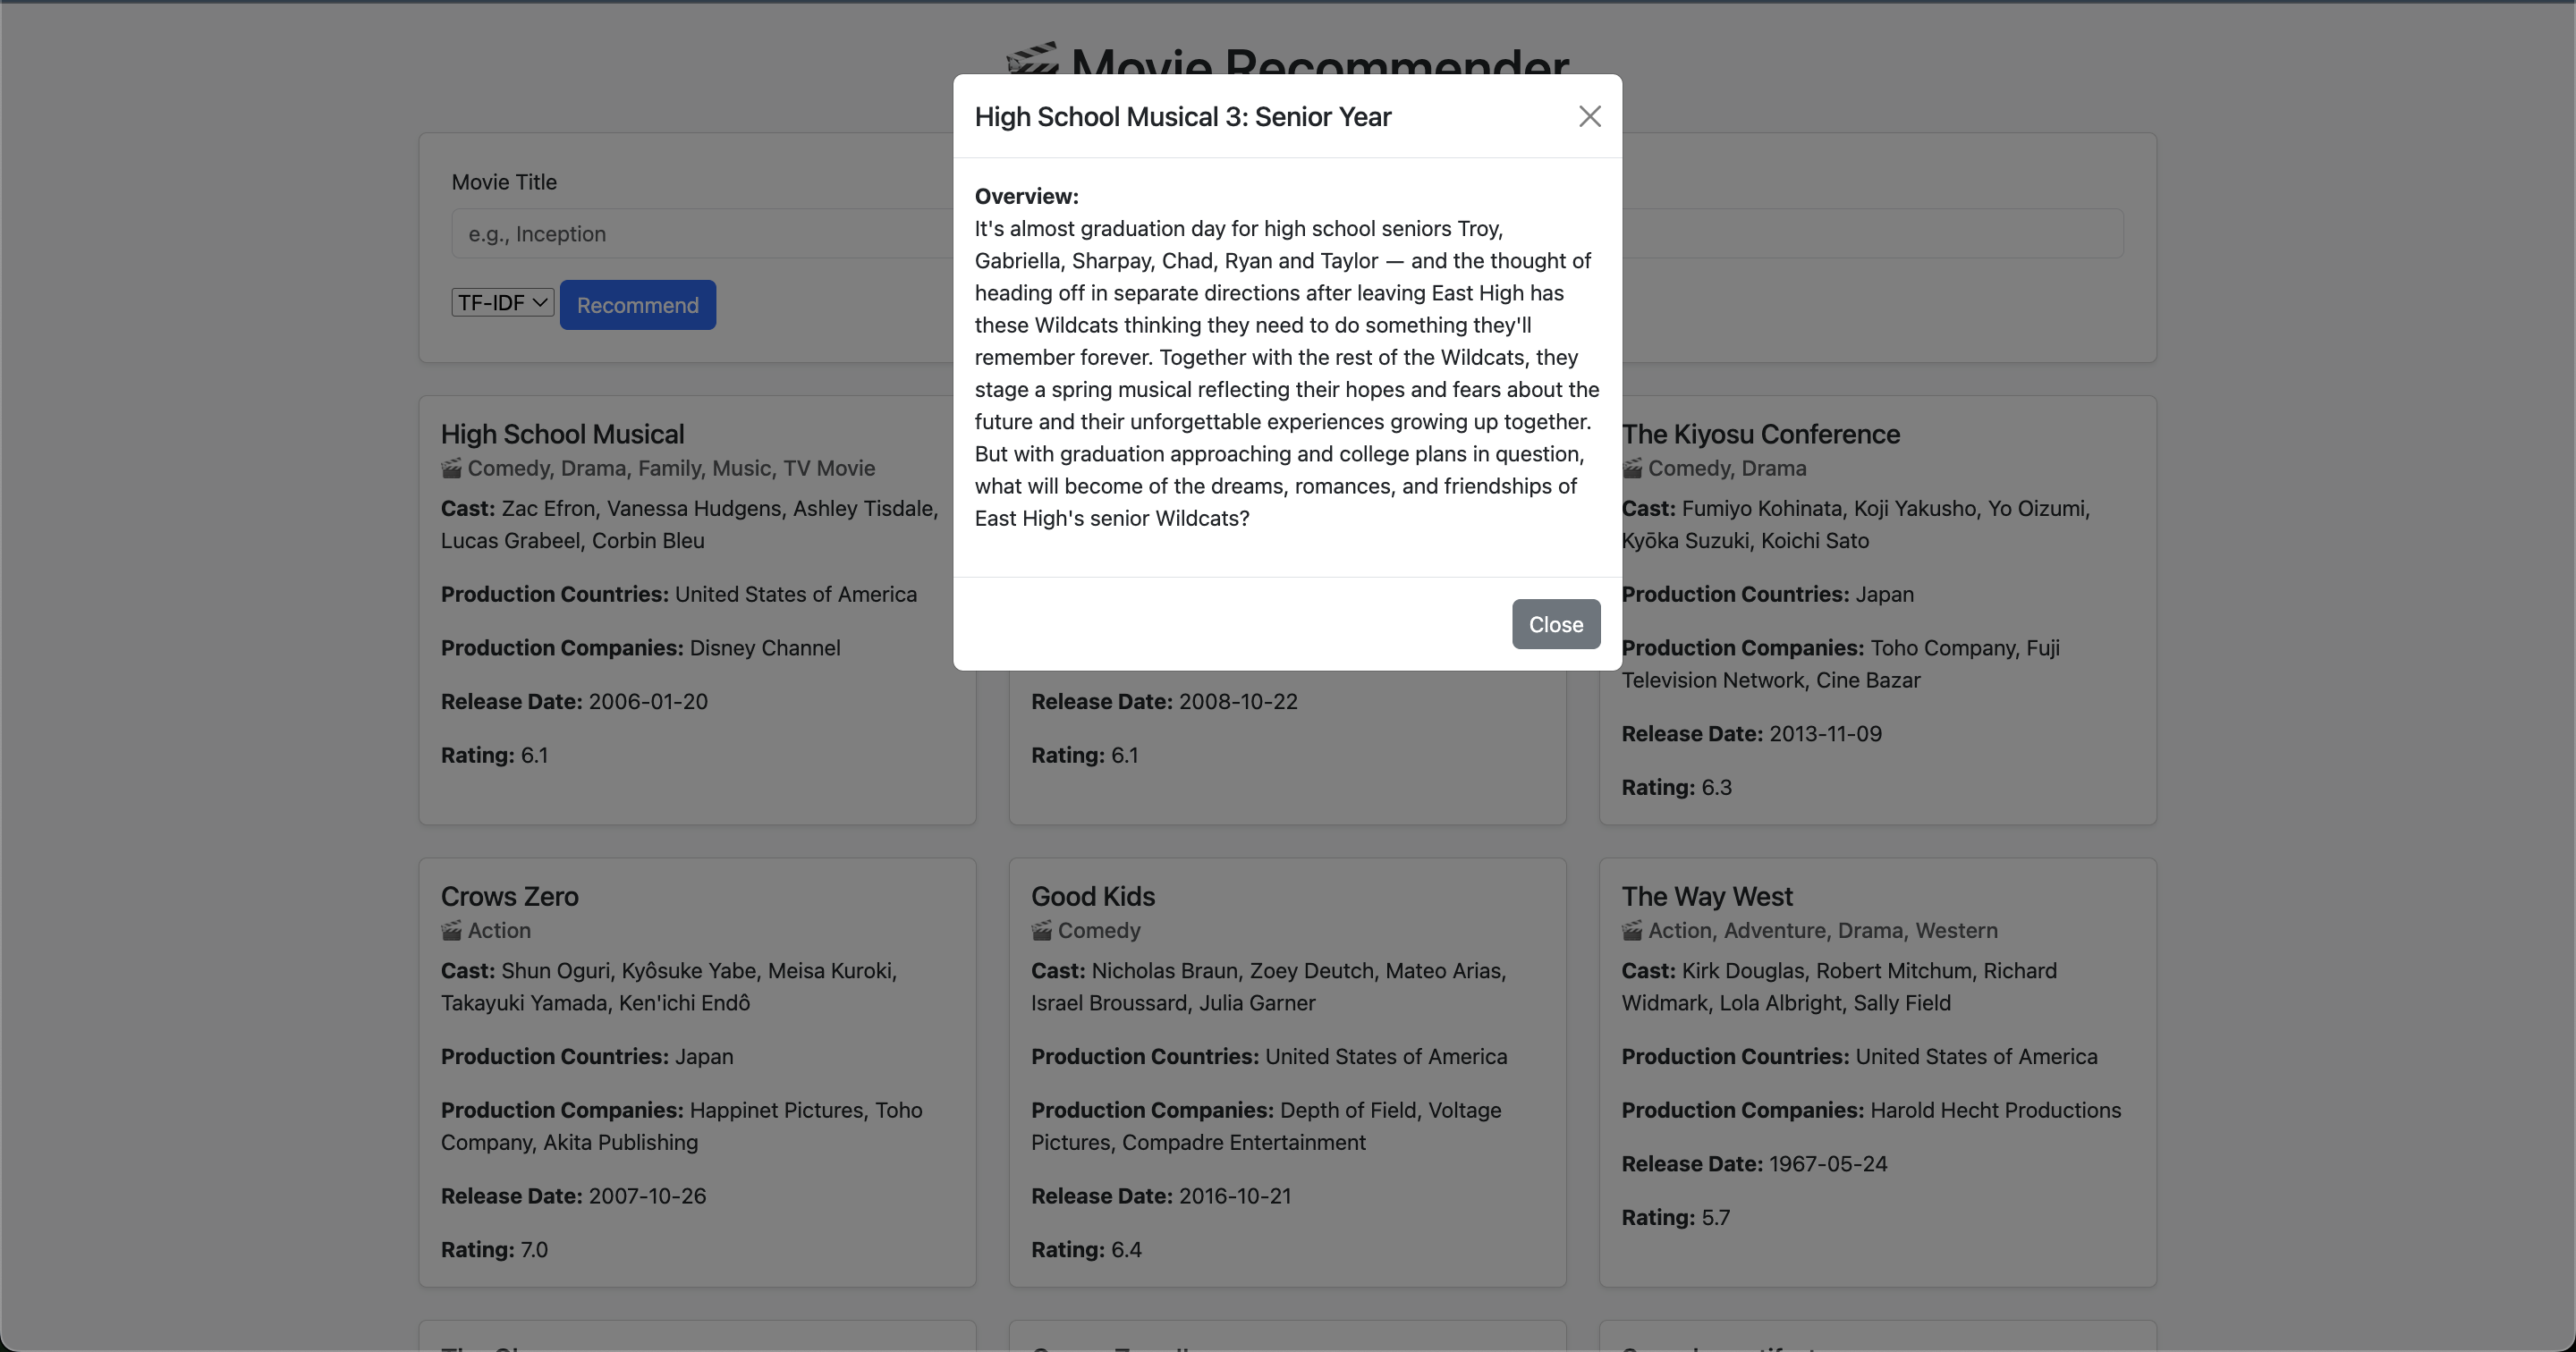 Movie Recommender
High School Musical 3: Senior Year
Overview:
It's almost graduation day for high school seniors Troy,
Gabriella, Sharpay, Chad, Ryan and Taylor — and the thought of
heading off in separate directions after leaving East High has
these Wildcats thinking they need to do something they'll
remember forever. Together with the rest of the Wildcats, they
stage a spring musical reflecting their hopes and fears about the
future and their unforgettable experiences growing up together.
But with graduation approaching and college plans in question,
what will become of the dreams, romances, and friendships of
East High's senior Wildcats?
Close
Movie Title
e.g., Inception
TF-IDF
Recommend
High School Musical
Comedy, Drama, Family, Music, TV Movie
Cast: Zac Efron, Vanessa Hudgens, Ashley Tisdale,
Lucas Grabeel, Corbin Bleu
Production Countries: United States of America
Production Companies: Disney Channel
Release Date: 2006-01-20
Rating: 6.1
Release Date: 2008-10-22
Rating: 6.1
The Kiyosu Conference
Comedy, Drama
Cast: Fumiyo Kohinata, Koji Yakusho, Yo Oizumi,
Kyōka Suzuki, Koichi Sato
Production Countries: Japan
Production Companies: Toho Company, Fuji
Television Network, Cine Bazar
Release Date: 2013-11-09
Rating: 6.3
Crows Zero
Action
Cast: Shun Oguri, Kyôsuke Yabe, Meisa Kuroki,
Takayuki Yamada, Ken'ichi Endô
Production Countries: Japan
Production Companies: Happinet Pictures, Toho
Company, Akita Publishing
Release Date: 2007-10-26
Rating: 7.0
Good Kids
Comedy
Cast: Nicholas Braun, Zoey Deutch, Mateo Arias,
Israel Broussard, Julia Garner
Production Countries: United States of America
Production Companies: Depth of Field, Voltage
Pictures, Compadre Entertainment
Release Date: 2016-10-21
Rating: 6.4
The Way West
Action, Adventure, Drama, Western
Cast: Kirk Douglas, Robert Mitchum, Richard
Widmark, Lola Albright, Sally Field
Production Countries: United States of America
Production Companies: Harold Hecht Productions
Release Date: 1967-05-24
Rating: 5.7